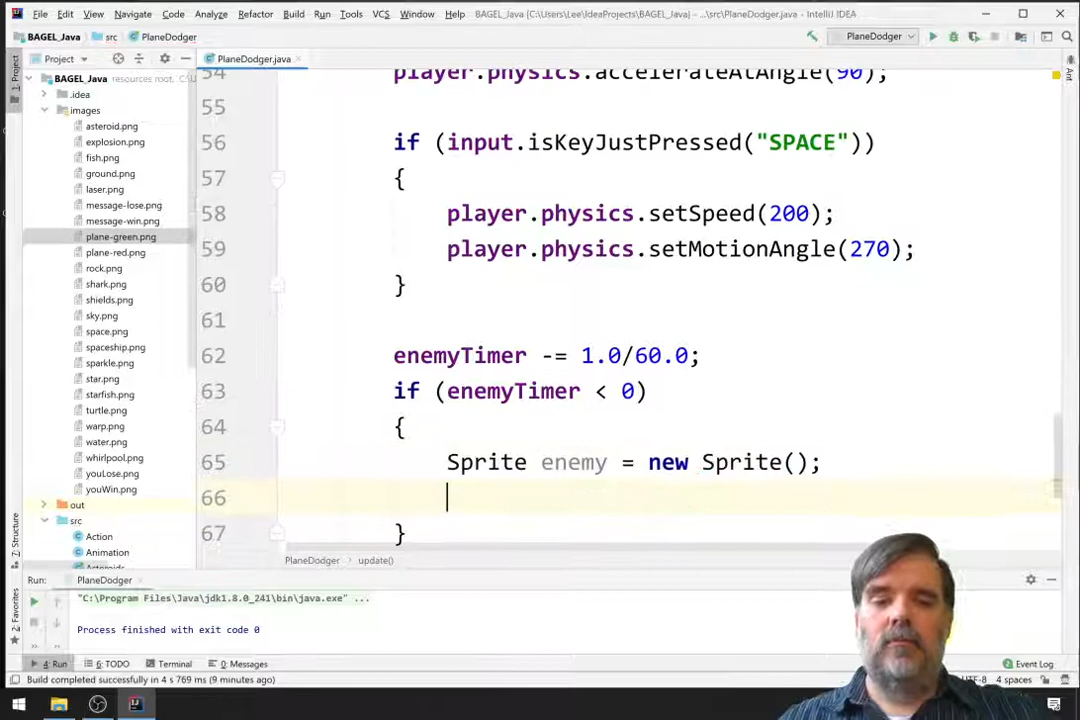 File Edit View Navigate Code Analyze Refactor Build Run Tools VCS Window Help BAGEL_Java [C:\Users\Lee\IdeaProjects\BAGEL_Java] - ...\src\PlaneDodger.java - IntelliJ IDEA
BAGEL_Java src PlaneDodger PlaneDodger
Project PlaneDodger.java
1: Project
Ant
BAGEL_Java resources root,
.idea
images
asteroid.png
explosion.png
fish.png
ground.png
laser.png
message-lose.png
message-win.png
plane-green.png
plane-red.png
rock.png
shark.png
shields.png
sky.png
space.png
spaceship.png
sparkle.png
star.png
starfish.png
turtle.png
warp.png
water.png
whirlpool.png
youLose.png
youWin.png
out
src
Action
Animation
Asteroids
54 player.physics.accelerateAtAngle(90);
55
56 if (input.isKeyJustPressed("SPACE"))
57 {
58 player.physics.setSpeed(200);
59 player.physics.setMotionAngle(270);
60 }
61
62 enemyTimer -= 1.0/60.0;
63 if (enemyTimer < 0)
64 {
65 Sprite enemy = new Sprite();
66
67 }
PlaneDodger update()
7: Structure
2: Favorites
Run: PlaneDodger
"C:\Program Files\Java\jdk1.8.0_241\bin\java.exe" ...
Process finished with exit code 0
4: Run 6: TODO Terminal 0: Messages Event Log
Build completed successfully in 4 s 769 ms (9 minutes ago) UTF-8 4 spaces